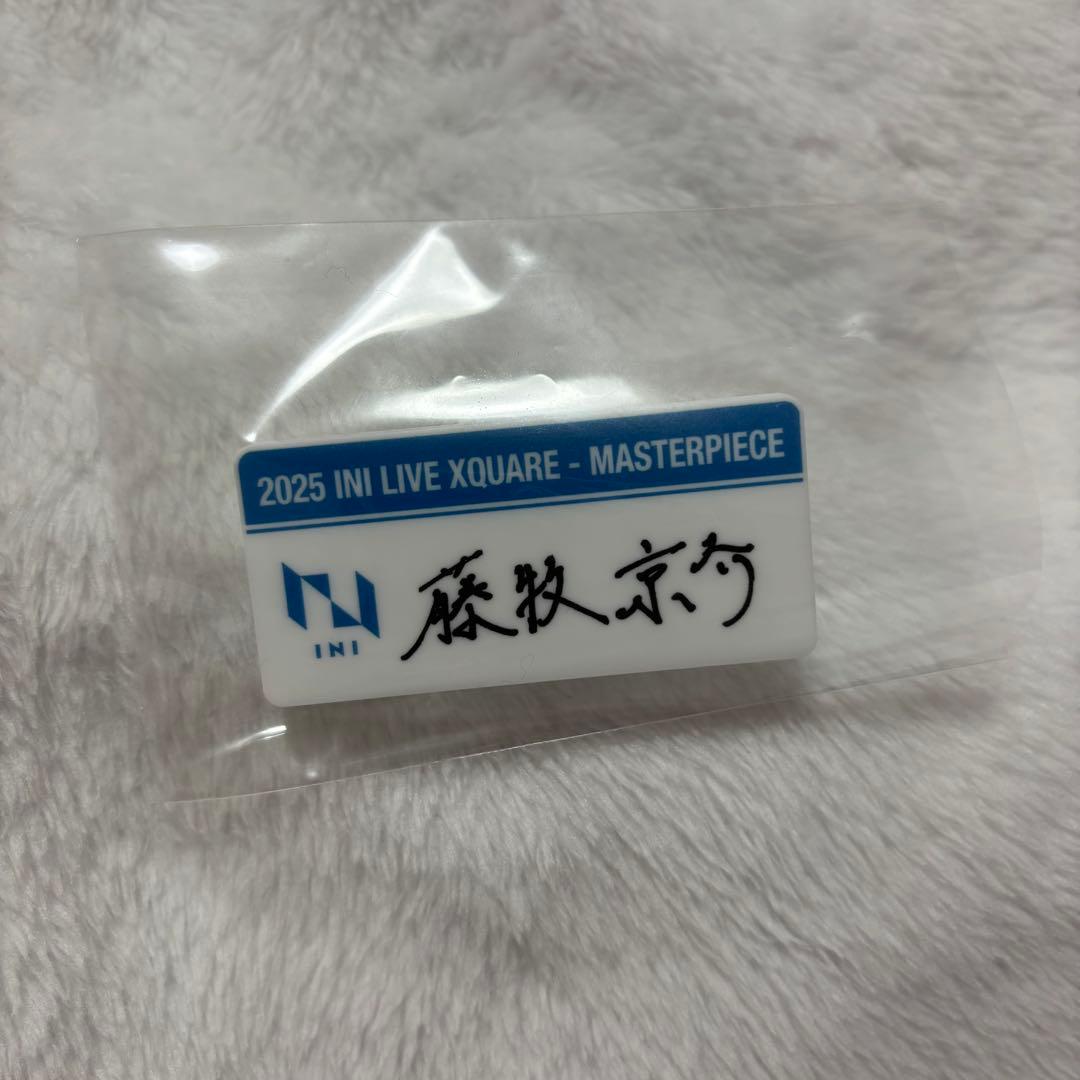 2025 INI LIVE XQUARE - MASTERPIECE
藤牧 京介
INI